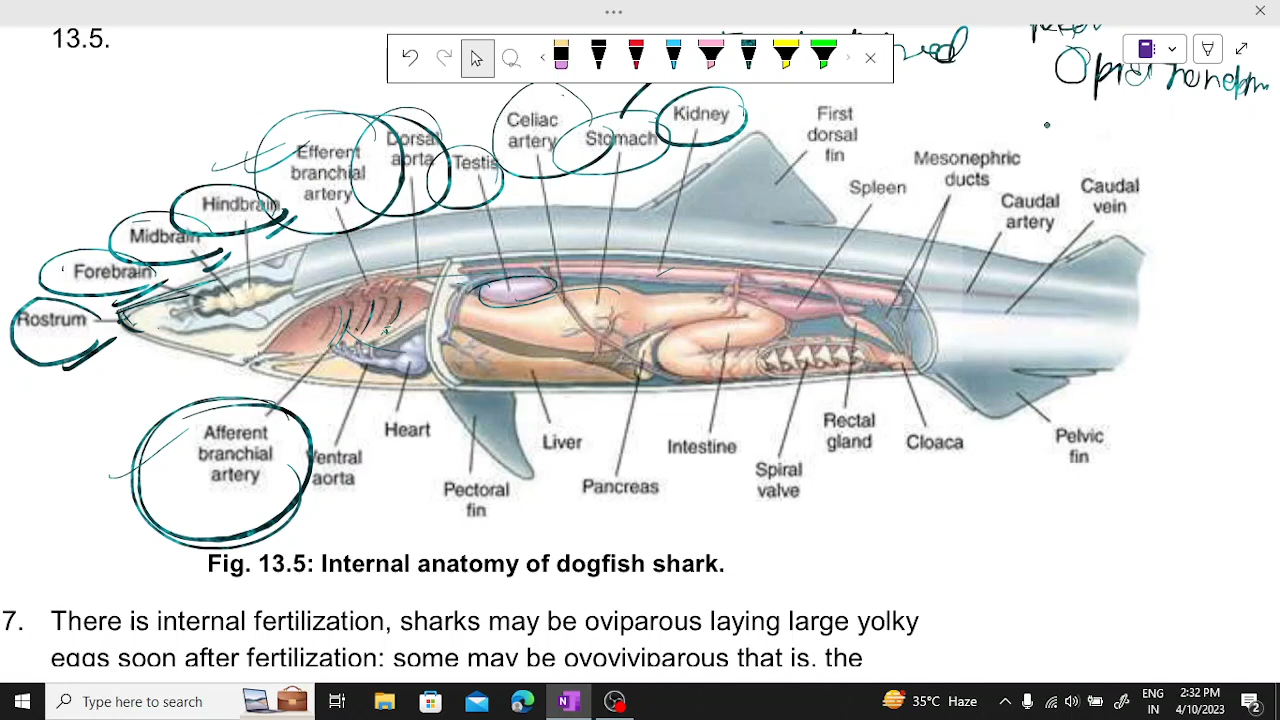 13.5.
Kidney
First
dorsal
fin
Celiac
artery
Stomach
Dorsal
aorta
Testis
Efferent
branchial
artery
Mesonephric
ducts
Spleen
Caudal
artery
Caudal
vein
Hindbrain
Midbrain
Forebrain
Rostrum
Afferent
branchial
artery
Ventral
aorta
Heart
Pectoral
fin
Liver
Pancreas
Intestine
Spiral
valve
Rectal
gland
Cloaca
Pelvic
fin
Fig. 13.5: Internal anatomy of dogfish shark.
7. There is internal fertilization, sharks may be oviparous laying large yolky
eggs soon after fertilization; some may be ovoviviparous that is, the
Type here to search
35°C Haze
ENG
IN
2:32 PM
4/10/2023
2